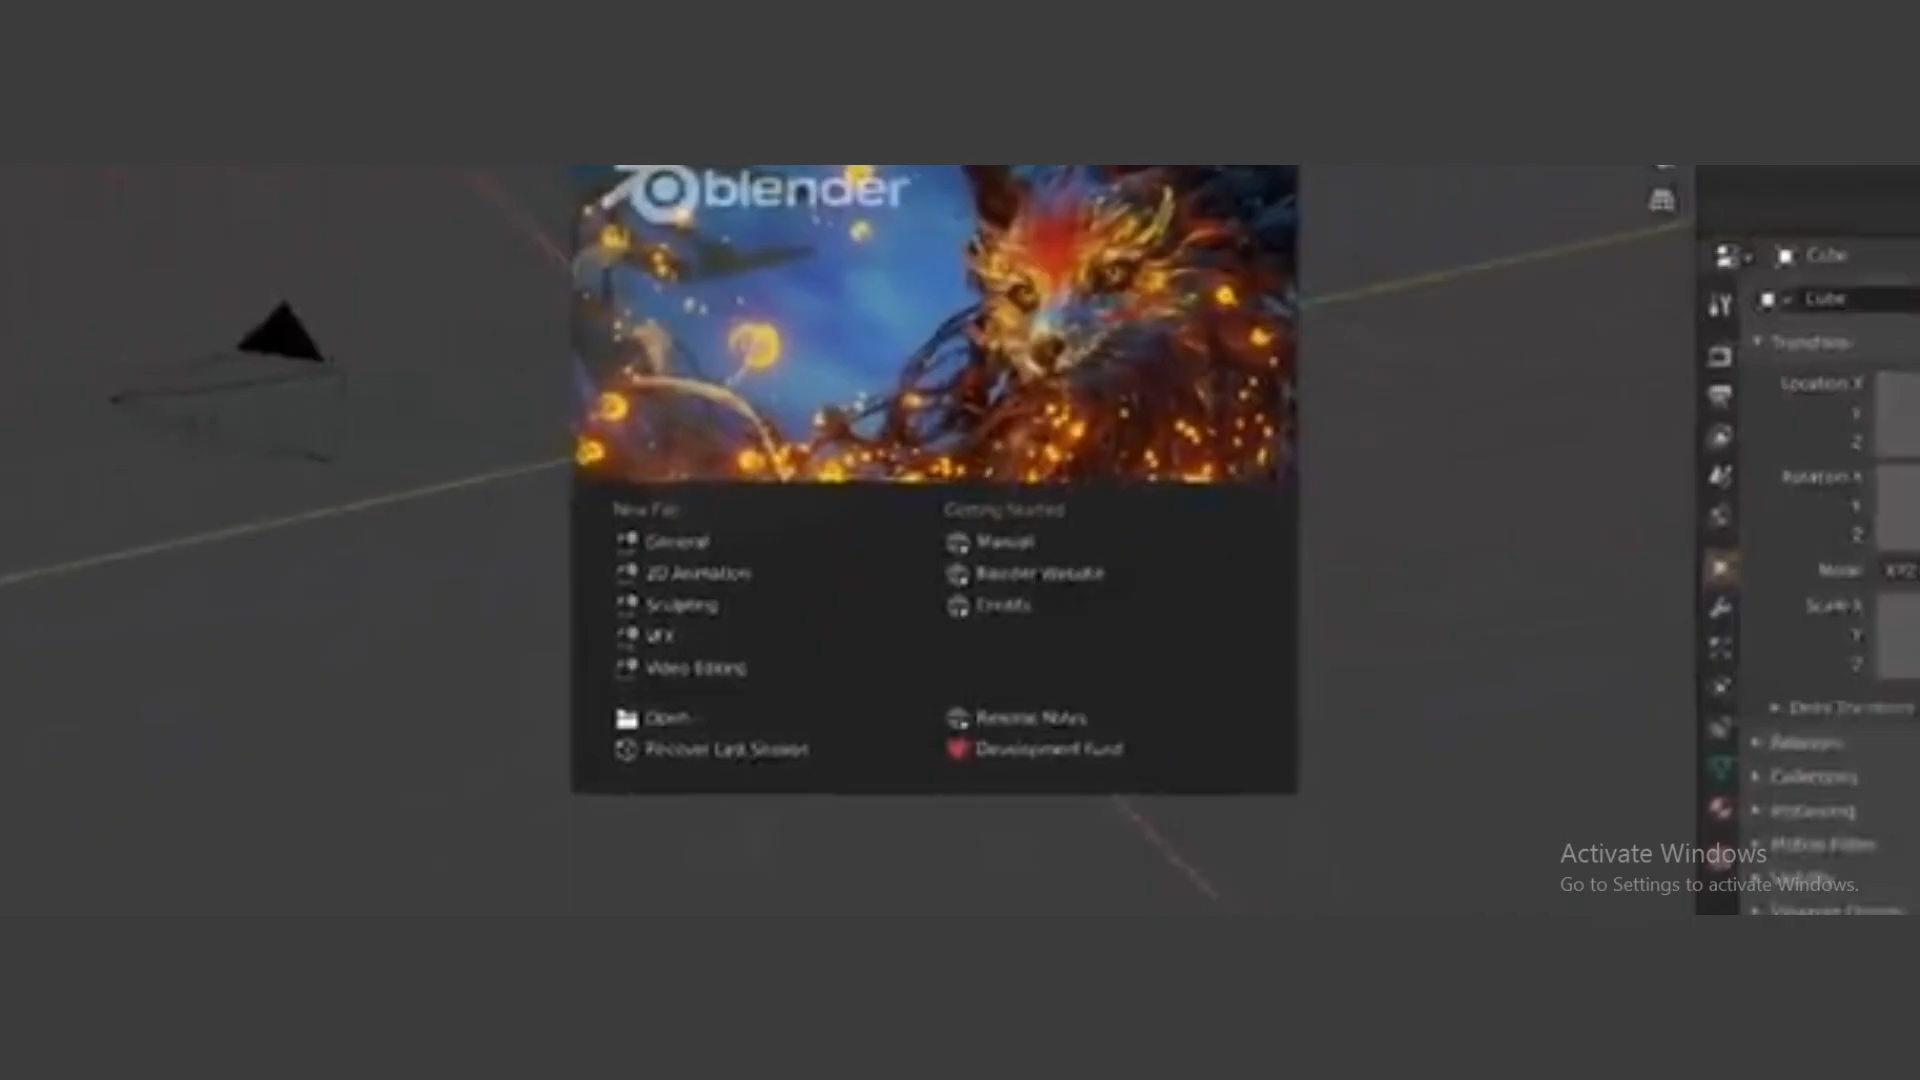 blender
Cube
Cube
Transform
Location X
Y
Z
Rotation X
Y
Z
Mode XYZ
Scale X
Y
Z
Delta Transform
Relations
Collections
Instancing
Motion Paths
Visibility
New File
General
2D Animation
Sculpting
VFX
Video Editing
Open...
Recover Last Session
Getting Started
Manual
Blender Website
Credits
Release Notes
Development Fund
Activate Windows
Go to Settings to activate Windows.